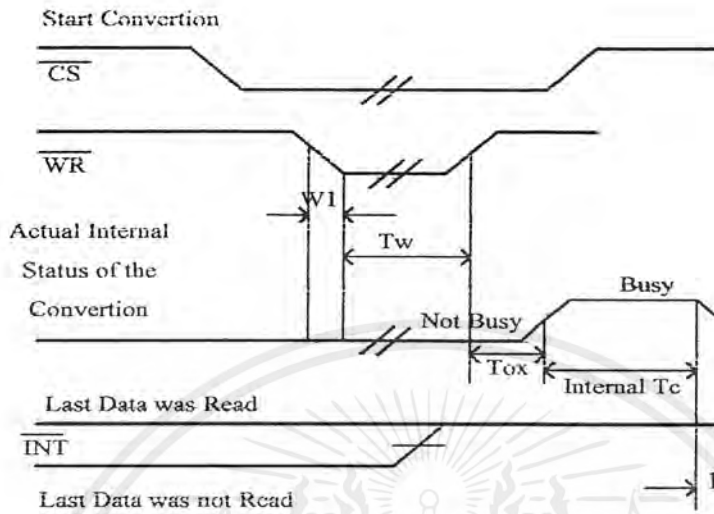 Start Convertion
CS
WR
W1
Tw
Actual Internal
Status of the
Convertion
Busy
Not Busy
Tox
Internal Tc
Last Data was Read
INT
Last Data was not Read